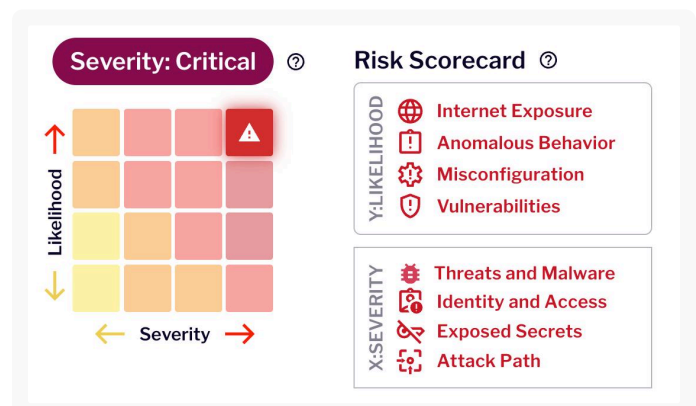 Severity: Critical
Likelihood
Severity
Risk Scorecard
Y:LIKELIHOOD
Internet Exposure
Anomalous Behavior
Misconfiguration
Vulnerabilities
X:SEVERITY
Threats and Malware
Identity and Access
Exposed Secrets
Attack Path